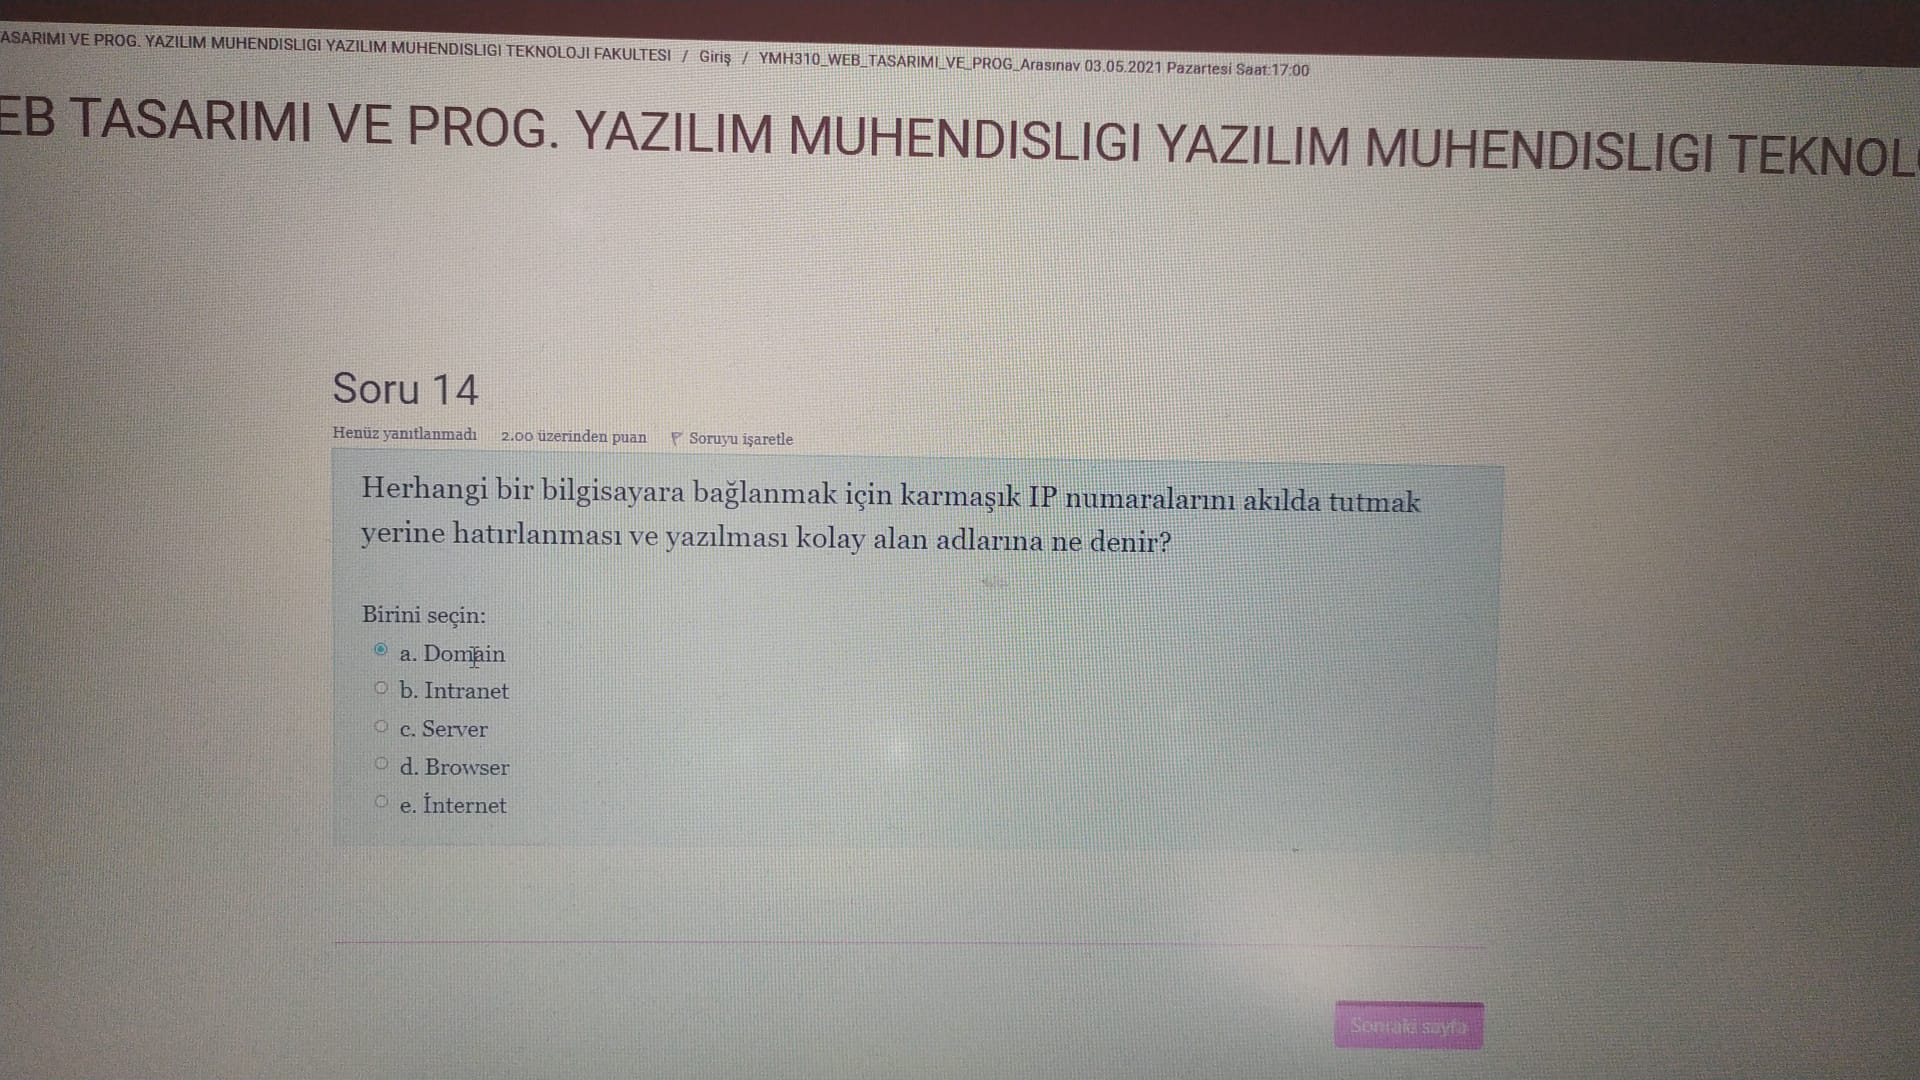 ASARIMI VE PROG. YAZILIM MUHENDISLIGI YAZILIM MUHENDISLIGI TEKNOLOJI FAKULTESI / Giriş / YMH310_WEB_TASARIMI_VE_PROG_Arasınav 03.05.2021 Pazartesi Saat:17:00
EB TASARIMI VE PROG. YAZILIM MUHENDISLIGI YAZILIM MUHENDISLIGI TEKNOL
Soru 14
Henüz yanıtlanmadı 2.00 üzerinden puan Soruyu işaretle
Herhangi bir bilgisayara bağlanmak için karmaşık IP numaralarını akılda tutmak
yerine hatırlanması ve yazılması kolay alan adlarına ne denir?
Birini seçin:
a. Domain
b. Intranet
c. Server
d. Browser
e. İnternet
Sonraki sayfa